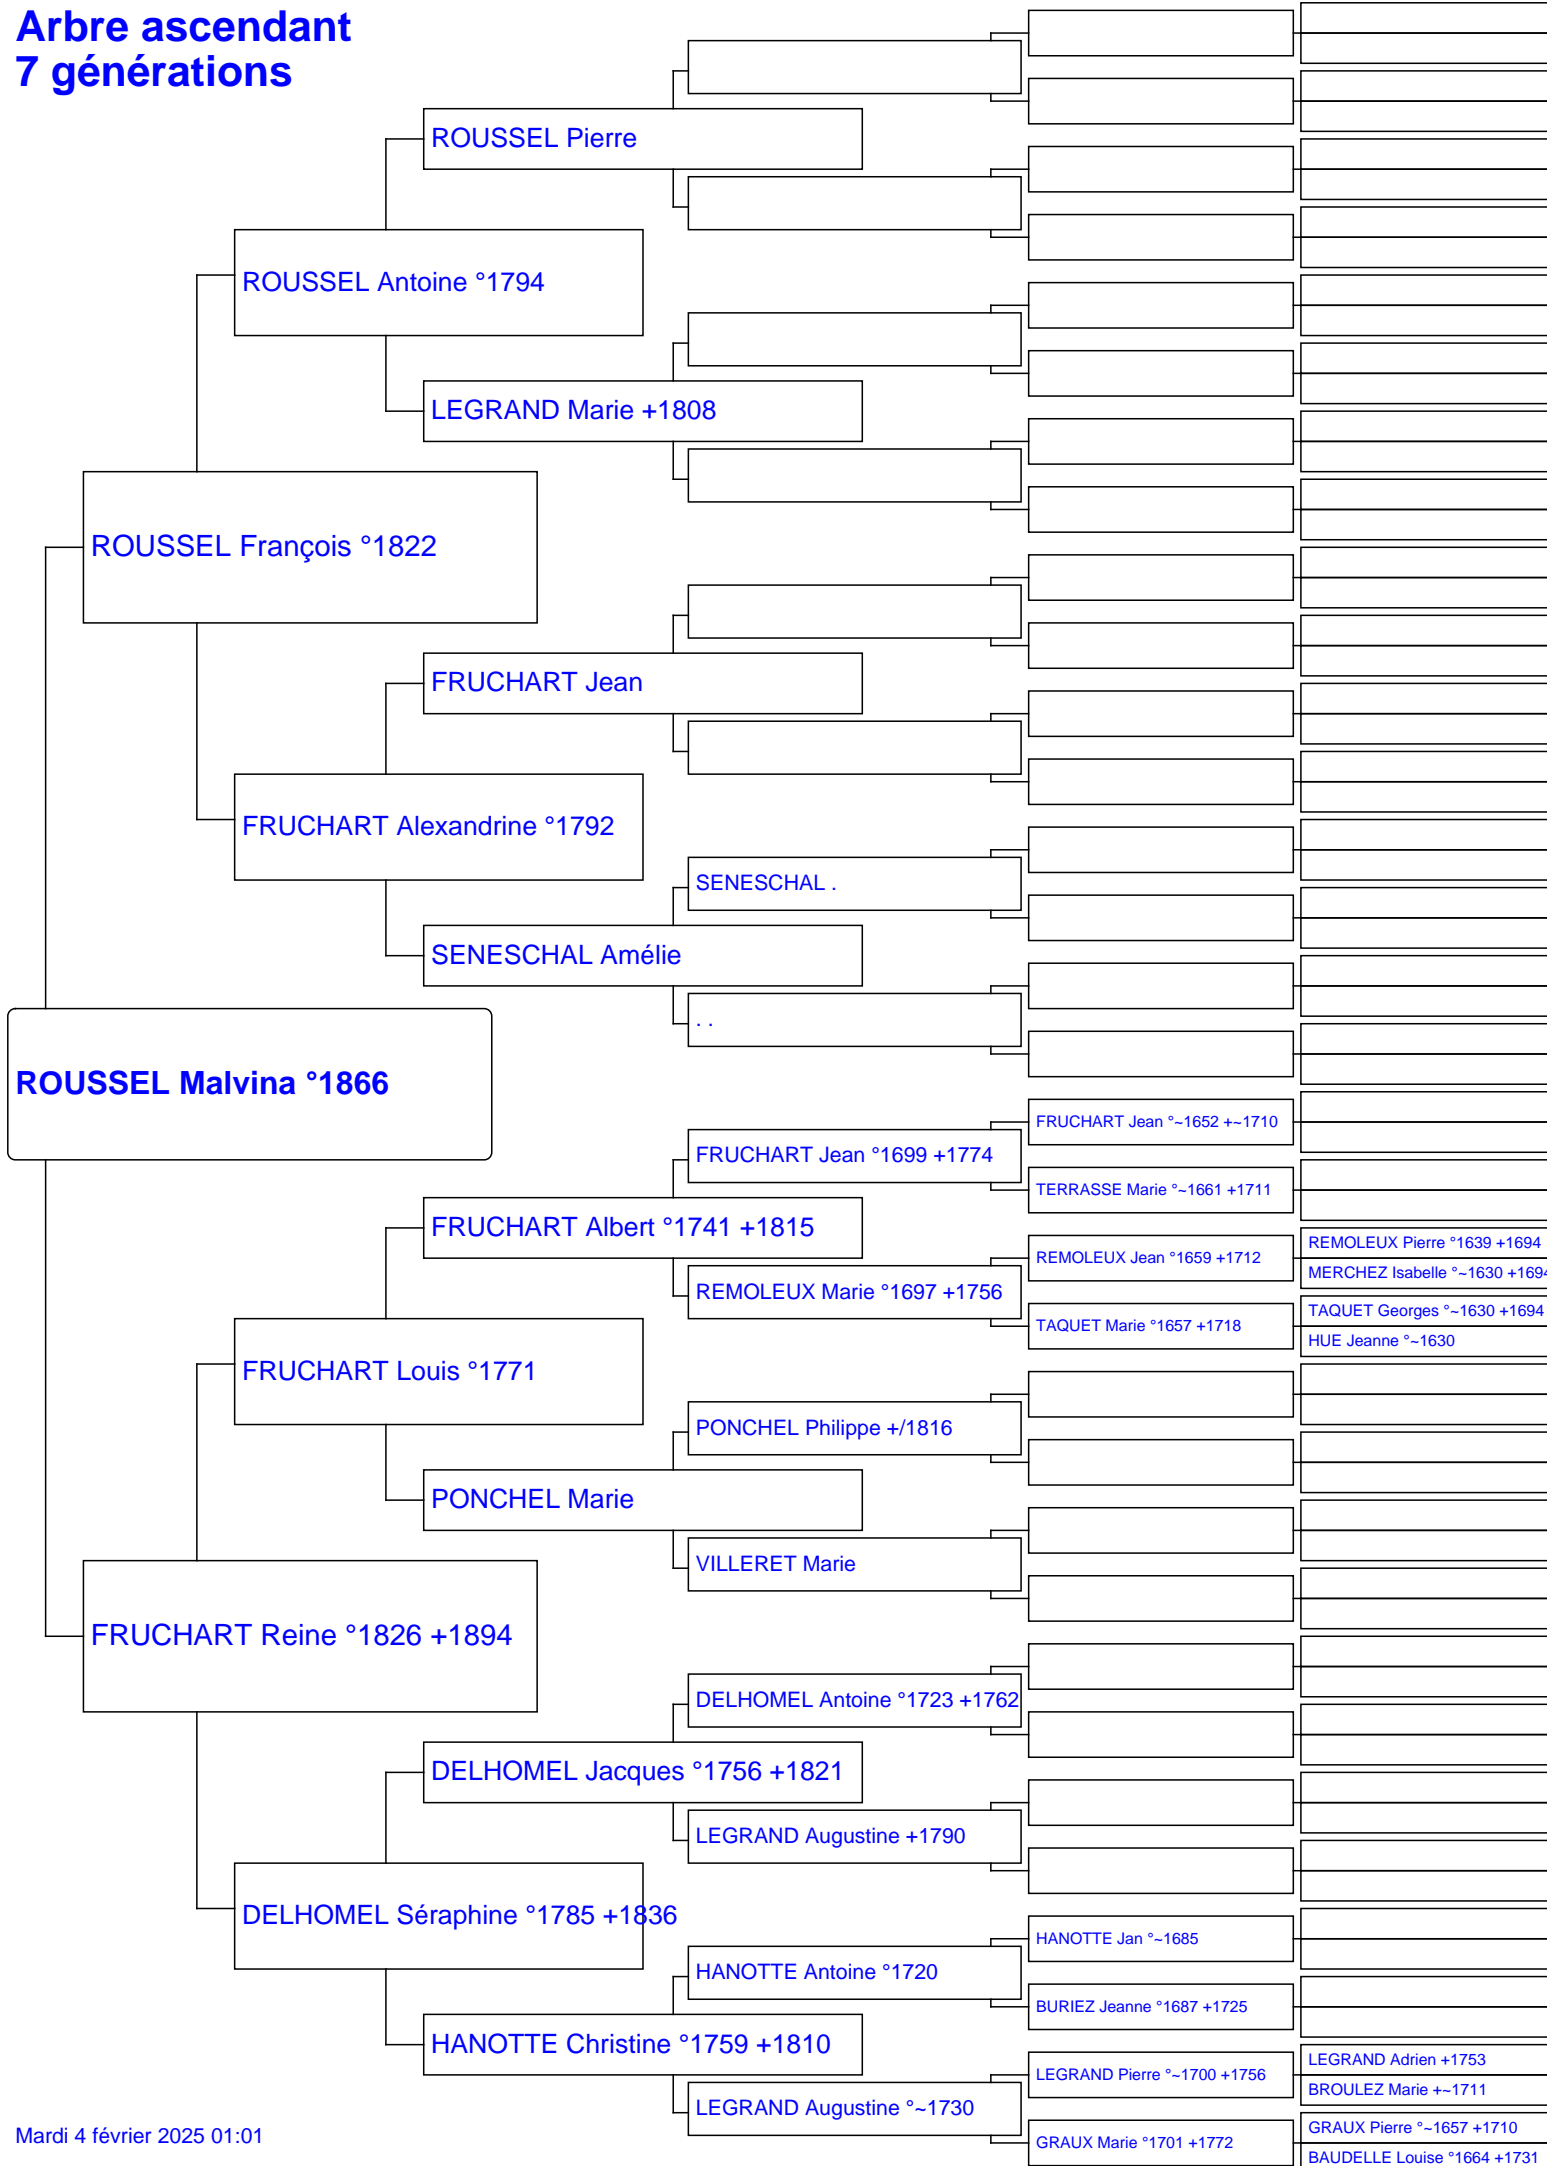 Arbre ascendant
7 générations
ROUSSEL Pierre
ROUSSEL Antoine °1794
LEGRAND Marie +1808
ROUSSEL François °1822
FRUCHART Jean
FRUCHART Alexandrine °1792
SENESCHAL .
SENESCHAL Amélie
. .
ROUSSEL Malvina °1866
FRUCHART Jean °~1652 +~1710
FRUCHART Jean °1699 +1774
TERRASSE Marie °~1661 +1711
FRUCHART Albert °1741 +1815
REMOLEUX Pierre °1639 +1694
REMOLEUX Jean °1659 +1712
MERCHEZ Isabelle °~1630 +1694
REMOLEUX Marie °1697 +1756
TAQUET Georges °~1630 +1694
TAQUET Marie °1657 +1718
HUE Jeanne °~1630
FRUCHART Louis °1771
PONCHEL Philippe +/1816
PONCHEL Marie
VILLERET Marie
FRUCHART Reine °1826 +1894
DELHOMEL Antoine °1723 +1762
DELHOMEL Jacques °1756 +1821
LEGRAND Augustine +1790
DELHOMEL Séraphine °1785 +1836
HANOTTE Jan °~1685
HANOTTE Antoine °1720
BURIEZ Jeanne °1687 +1725
HANOTTE Christine °1759 +1810
LEGRAND Adrien +1753
LEGRAND Pierre °~1700 +1756
BROULEZ Marie +~1711
LEGRAND Augustine °~1730
GRAUX Pierre °~1657 +1710
GRAUX Marie °1701 +1772
BAUDELLE Louise °1664 +1731
Mardi 4 février 2025 01:01